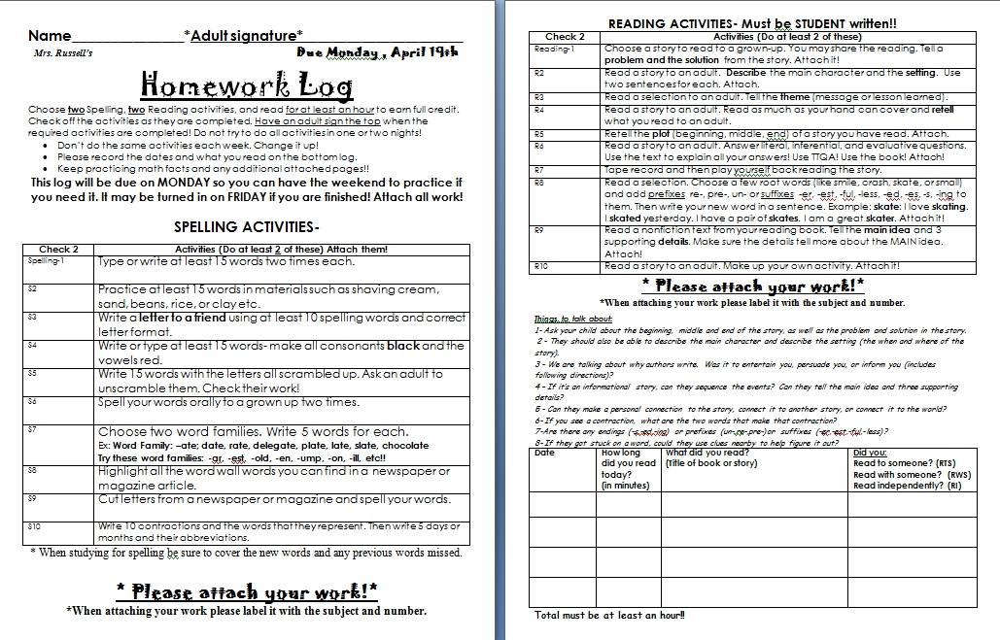 Name________________*Adult signature*_______________________
Mrs. Russell's Due Monday , April 19th
Homework Log
Choose two Spelling, two Reading activities, and read for at least an hour to earn full credit.
Check off the activities as they are completed. Have an adult sign the top when the
required activities are completed! Do not try to do all activities in one or two nights!
• Don't do the same activities each week. Change it up!
• Please record the dates and what you read on the bottom log.
• Keep practicing math facts and any additional attached pages!!
This log will be due on MONDAY so you can have the weekend to practice if
you need it. It may be turned in on FRIDAY if you are finished! Attach all work!
SPELLING ACTIVITIES-
Check 2 Activities (Do at least 2 of these) Attach them!
Spelling-1 Type or write at least 15 words two times each.
S2 Practice at least 15 words in materials such as shaving cream,
sand, beans, rice, or clay etc.
S3 Write a letter to a friend using at least 10 spelling words and correct
letter format.
S4 Write or type at least 15 words- make all consonants black and the
vowels red.
S5 Write 15 words with the letters all scrambled up. Ask an adult to
unscramble them. Check their work!
S6 Spell your words orally to a grown up two times.
S7 Choose two word families. Write 5 words for each.
Ex: Word Family: –ate; date, rate, delegate, plate, late, slate, chocolate
Try these word families: -gr, -est, -old, -en, -ump, -on, -ill, etc!!
S8 Highlight all the word wall words you can find in a newspaper or
magazine article.
S9 Cut letters from a newspaper or magazine and spell your words.
S10 Write 10 contractions and the words that they represent. Then write 5 days or
months and their abbreviations.
* When studying for spelling be sure to cover the new words and any previous words missed.
* Please attach your work!*
*When attaching your work please label it with the subject and number.
READING ACTIVITIES- Must be STUDENT written!!
Check 2 Activities (Do at least 2 of these)
Reading-1 Choose a story to read to a grown-up. You may share the reading. Tell a
problem and the solution from the story. Attach it!
R2 Read a story to an adult. Describe the main character and the setting. Use
two sentences for each. Attach.
R3 Read a selection to an adult. Tell the theme (message or lesson learned).
R4 Read a story to an adult. Read as much as your hand can cover and retell
what you read to an adult.
R5 Retell the plot (beginning, middle, end) of a story you have read. Attach.
R6 Read a story to an adult. Answer literal, inferential, and evaluative questions.
Use the text to explain all your answers! Use TTQA! Use the book! Attach!
R7 Tape record and then play yourself back reading the story.
R8 Read a selection. Choose a few root words (like smile, crash, skate, or small)
and add prefixes re-, pre-, un- or suffixes -er, -est, -ful, -less, -ed, -es, -s, -ing to
them. Then write your new word in a sentence. Example: skate: I love skating.
I skated yesterday. I have a pair of skates. I am a great skater. Attach it!
R9 Read a nonfiction text from your reading book. Tell the main idea and 3
supporting details. Make sure the details tell more about the MAIN idea.
Attach!
R10 Read a story to an adult. Make up your own activity. Attach it!
* Please attach your work!*
*When attaching your work please label it with the subject and number.
Things to talk about:
1- Ask your child about the beginning, middle and end of the story, as well as the problem and solution in the story.
2 - They should also be able to describe the main character and describe the setting (the when and where of the
story).
3 - We are talking about why authors write. Was it to entertain you, persuade you, or inform you (includes
following directions)?
4 - If it's an informational story, can they sequence the events? Can they tell the main idea and three supporting
details?
5 - Can they make a personal connection to the story, connect it to another story, or connect it to the world?
6- If you see a contraction, what are the two words that make that contraction?
7-Are there any endings (-s,-ed,-ing) or prefixes (un-,re-,pre-)or suffixes (-er,-est,-ful,-less)?
8- If they got stuck on a word, could they use clues nearby to help figure it out?
Date How long What did you read? Did you:
did you read (Title of book or story) Read to someone? (RTS)
today? Read with someone? (RWS)
(in minutes) Read independently? (RI)
Total must be at least an hour!!